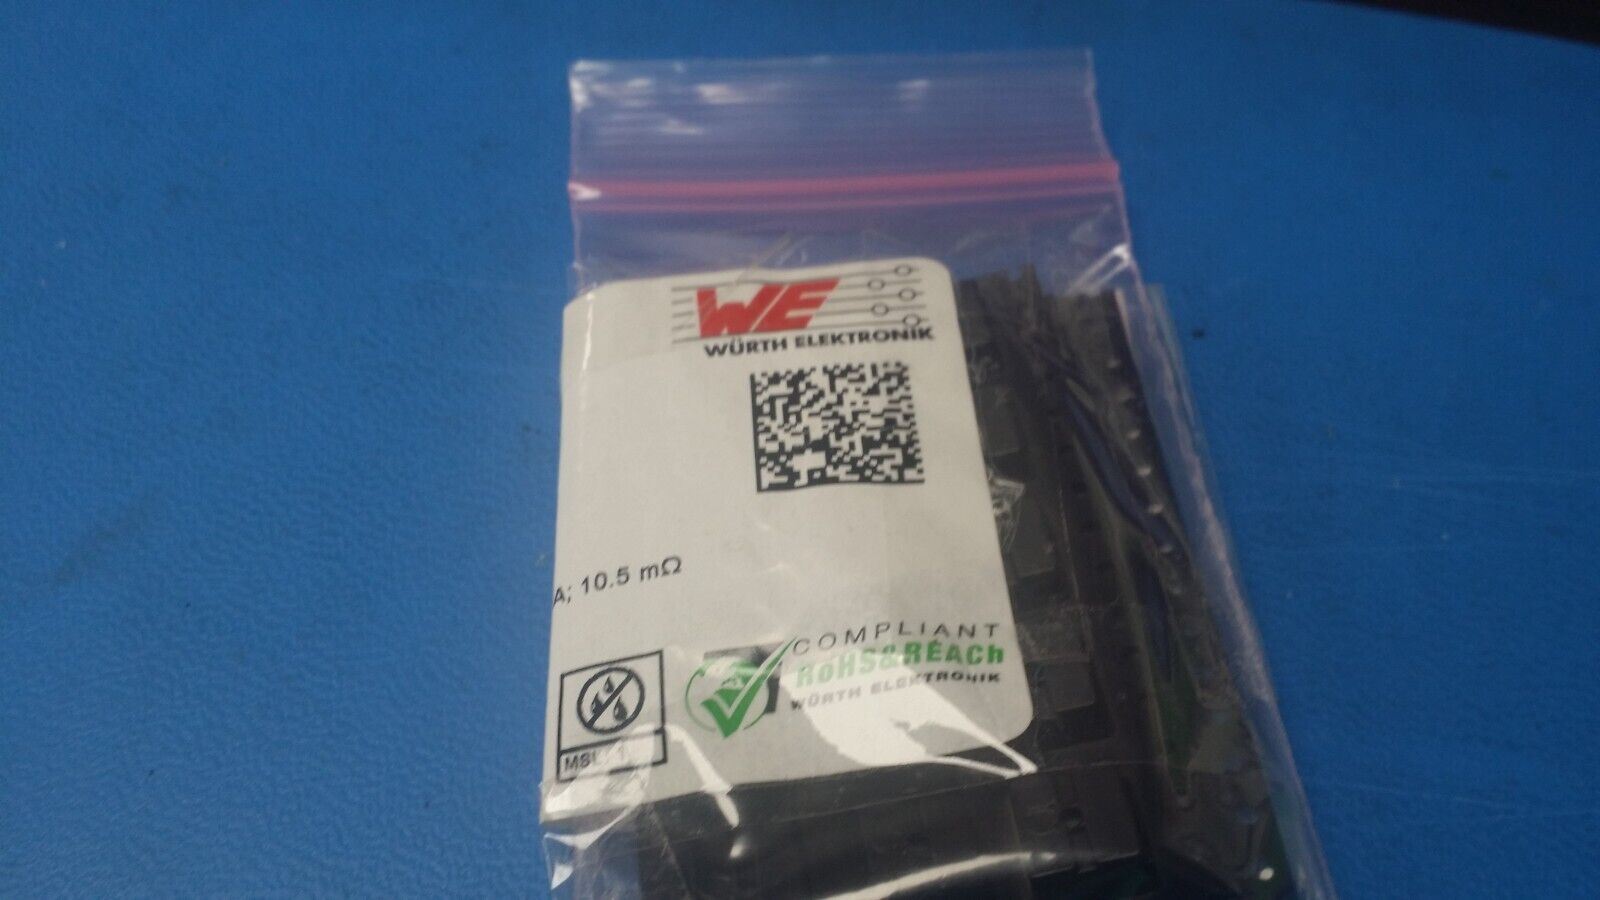 WE
WÜRTH ELEKTRONIK
A; 10.5 mΩ
COMPLIANT
RoHS&REACh
WÜRTH ELEKTRONIK